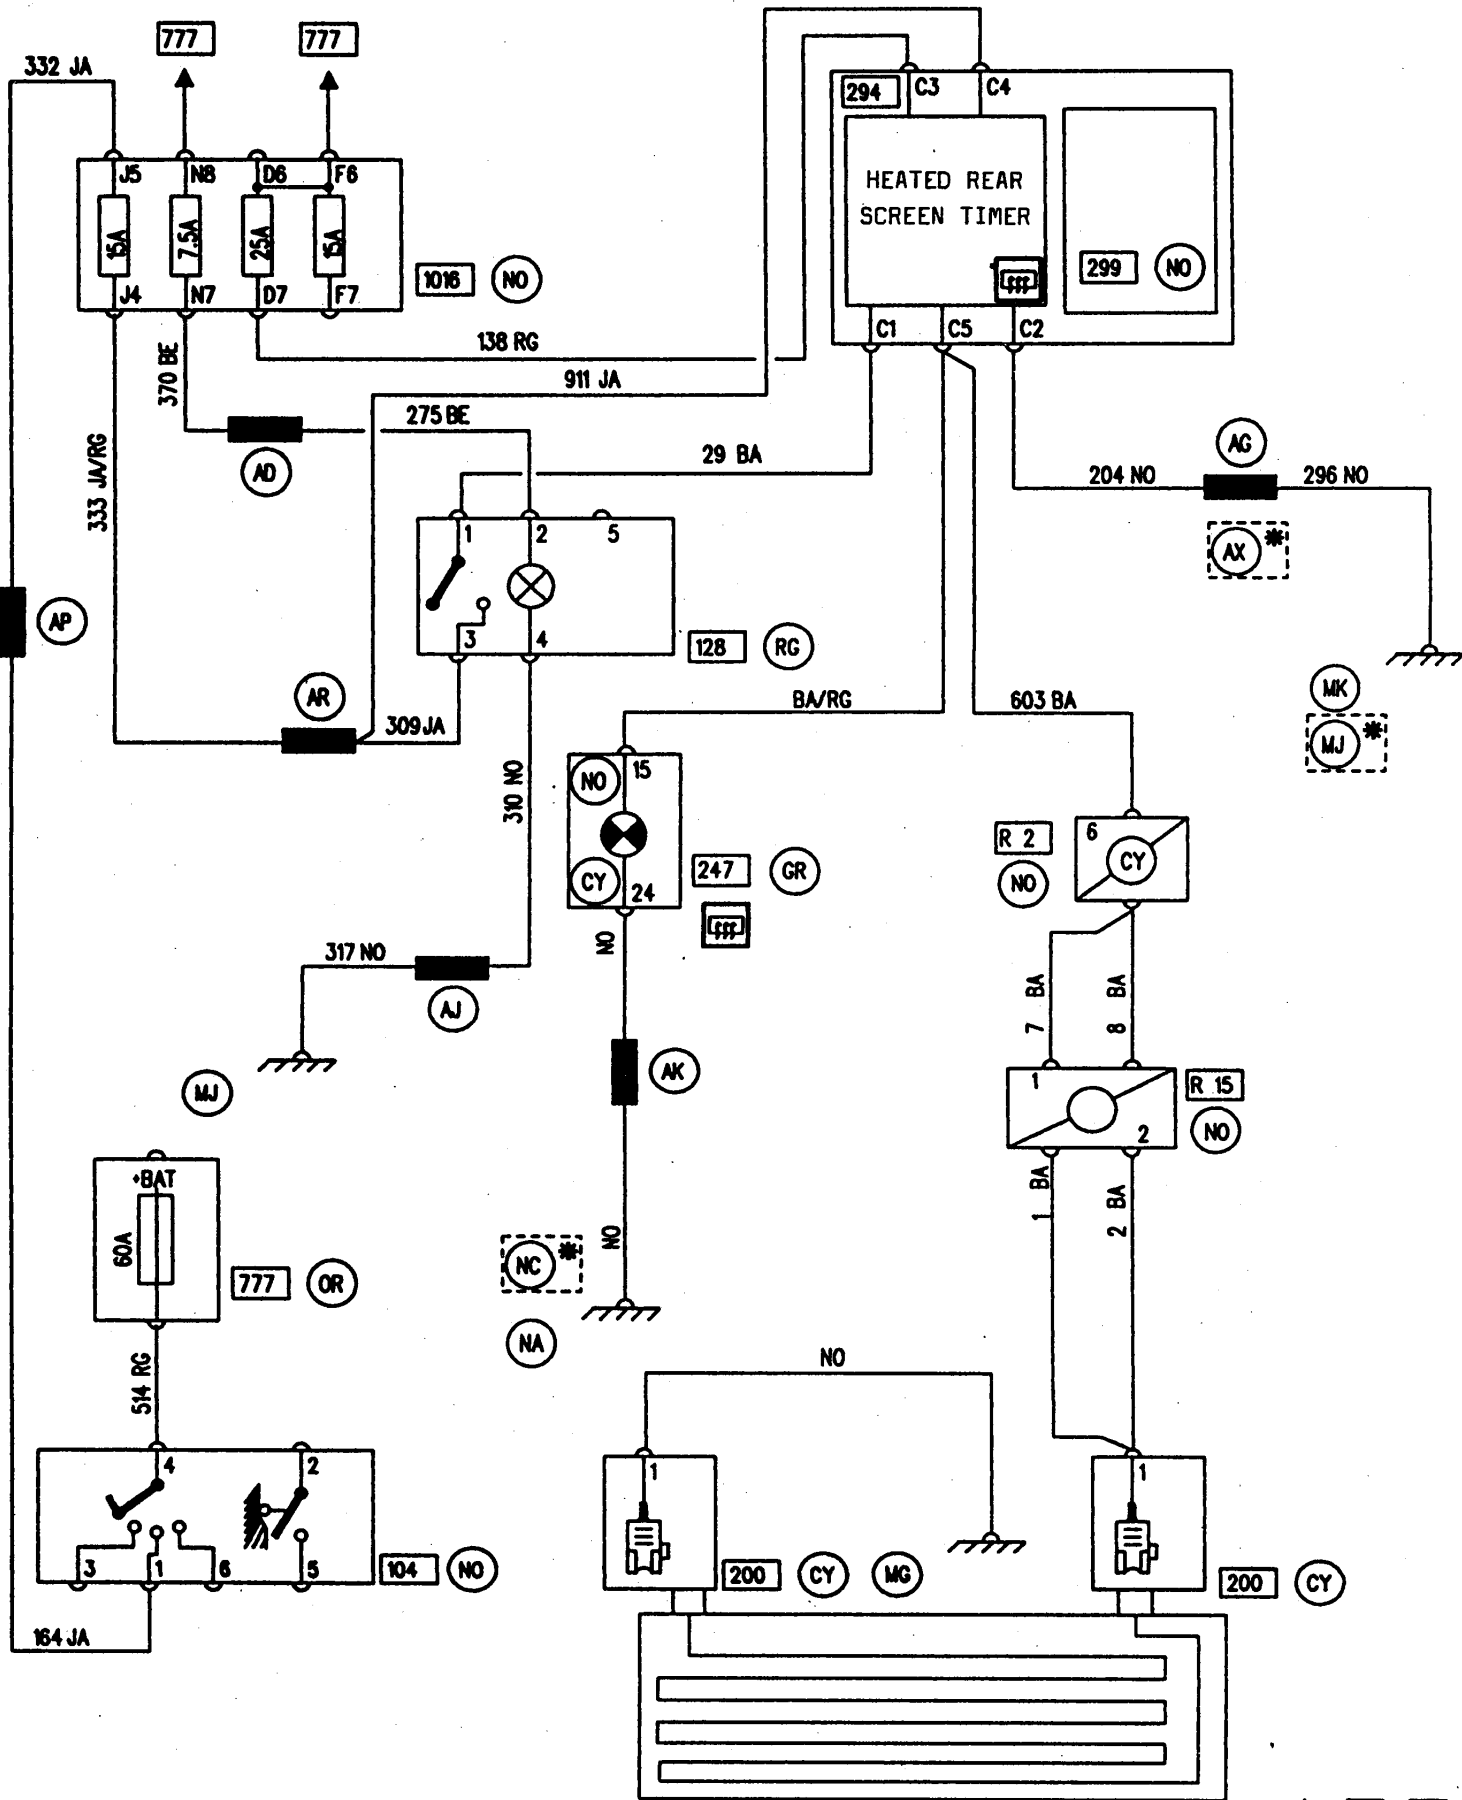 777
777
332 JA
J5
N8
D6
F6
15A
7.5A
25A
15A
J4
N7
D7
F7
1016
NO
294
C3
C4
HEATED REAR
SCREEN TIMER
299
NO
C1
C5
C2
138 RG
911 JA
370 BE
275 BE
AD
333 JA/RG
29 BA
AG
204 NO
296 NO
AX
*
1
2
5
3
4
128
RG
AP
AR
309 JA
310 NO
BA/RG
603 BA
MK
MJ
*
NO
15
CY
24
247
GR
R 2
NO
6
CY
317 NO
AJ
NO
7 BA
8 BA
MJ
AK
1
2
R 15
NO
+BAT
60A
777
OR
1 BA
2 BA
NC
*
NO
NA
514 RG
NO
4
2
3
1
6
5
104
NO
164 JA
1
200
CY
MG
1
200
CY